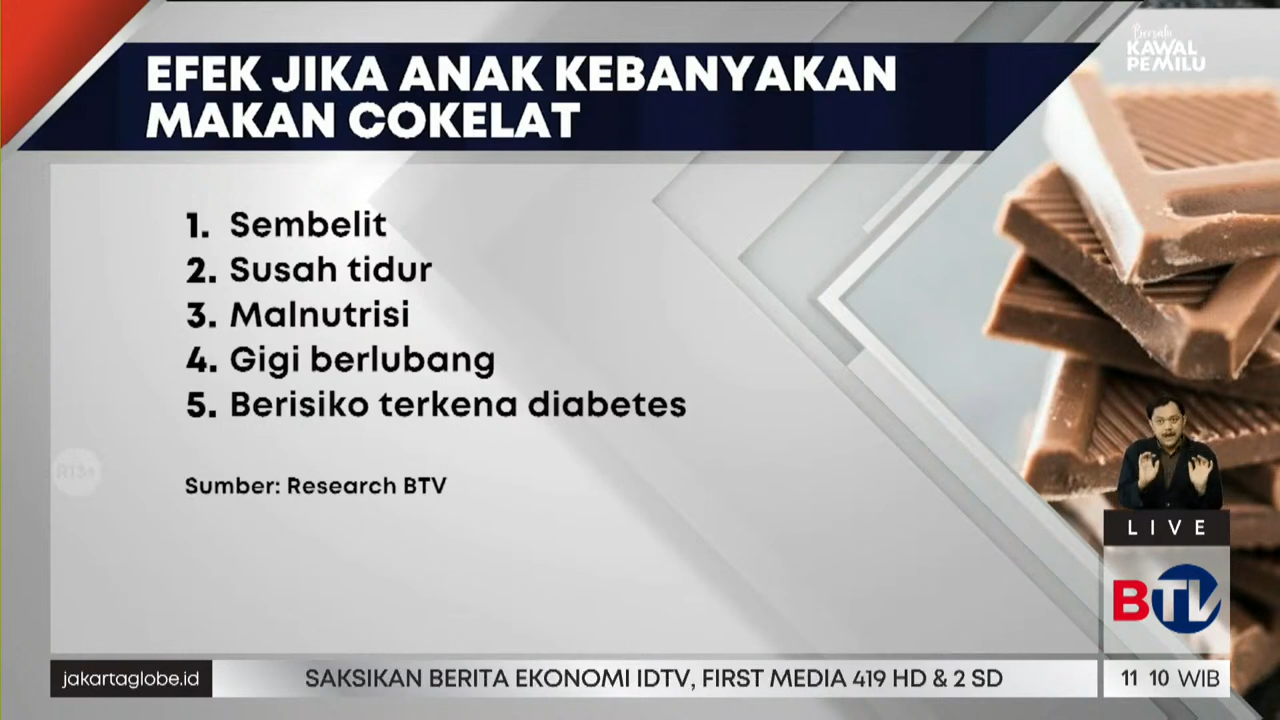 Bersatu
KAWAL
PEMILU
EFEK JIKA ANAK KEBANYAKAN
MAKAN COKELAT
1. Sembelit
2. Susah tidur
3. Malnutrisi
4. Gigi berlubang
5. Berisiko terkena diabetes
R13+
Sumber: Research BTV
LIVE
BTV
jakartaglobe.id
SAKSIKAN BERITA EKONOMI IDTV, FIRST MEDIA 419 HD & 2 SD
11 10 WIB